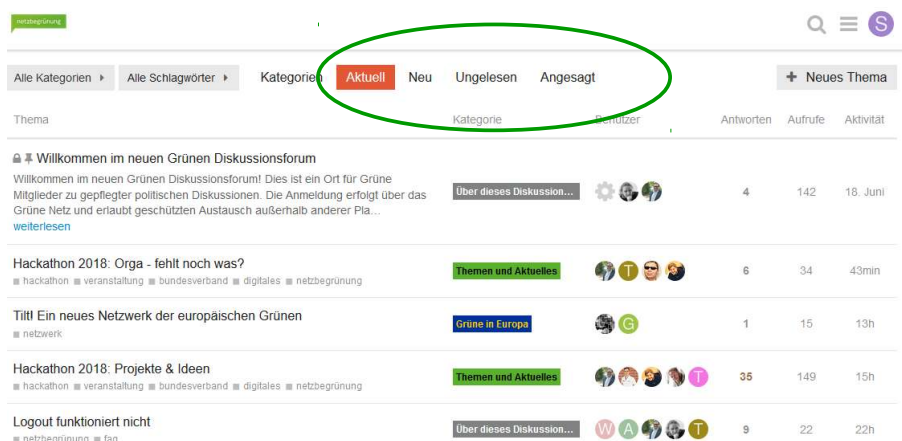 netzbegrünung
S
Alle Kategorien Alle Schlagwörter Kategorien Aktuell Neu Ungelesen Angesagt + Neues Thema
Thema Kategorie Benutzer Antworten Aufrufe Aktivität
Willkommen im neuen Grünen Diskussionsforum
Willkommen im neuen Grünen Diskussionsforum! Dies ist ein Ort für Grüne
Mitglieder zu gepflegter politischen Diskussionen. Die Anmeldung erfolgt über das
Grüne Netz und erlaubt geschützten Austausch außerhalb anderer Pla...
weiterlesen
Über dieses Diskussion... 4 142 18. Juni
Hackathon 2018: Orga - fehlt noch was?
hackathon veranstaltung bundesverband digitales netzbegrünung
Themen und Aktuelles T 6 34 43min
Tilt! Ein neues Netzwerk der europäischen Grünen
netzwerk
Grüne in Europa G 1 15 13h
Hackathon 2018: Projekte & Ideen
hackathon veranstaltung bundesverband digitales netzbegrünung
Themen und Aktuelles T 35 149 15h
Logout funktioniert nicht
netzbegrünung faq
Über dieses Diskussion... W A T 9 22 22h